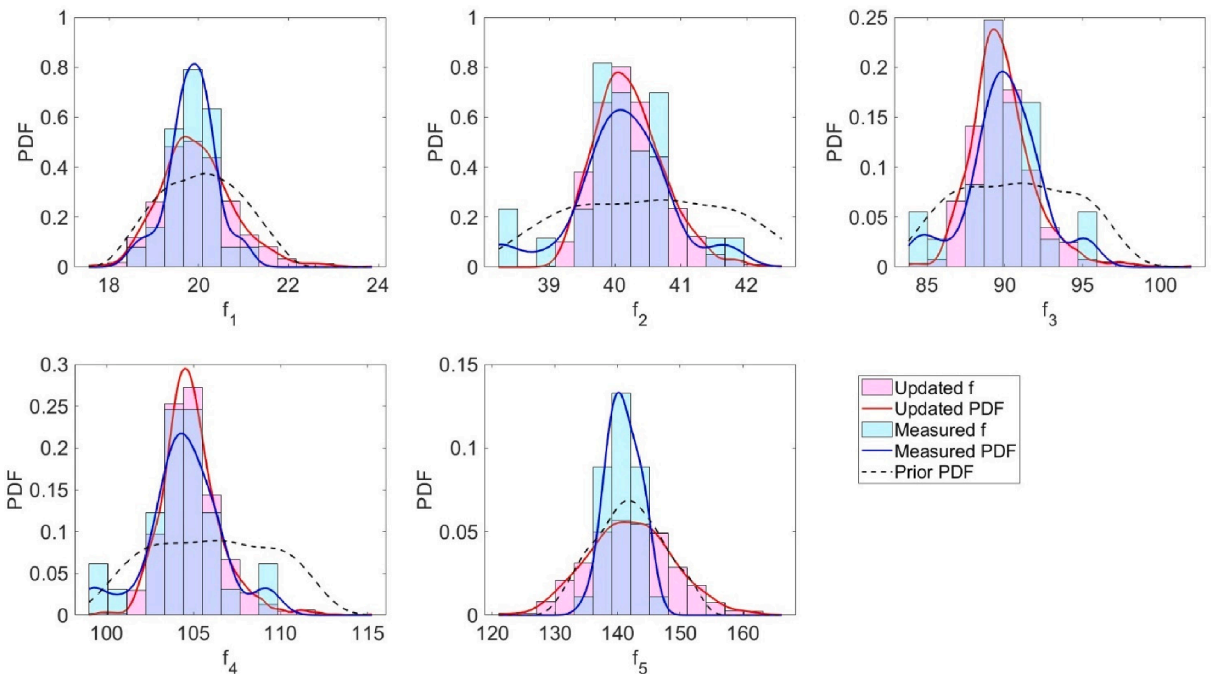 1
0.8
0.6
0.4
0.2
0
PDF
18 20 22 24
f1
1
0.8
0.6
0.4
0.2
0
PDF
39 40 41 42
f2
0.25
0.2
0.15
0.1
0.05
0
PDF
85 90 95 100
f3
0.3
0.25
0.2
0.15
0.1
0.05
0
PDF
100 105 110 115
f4
0.15
0.1
0.05
0
PDF
120 130 140 150 160
f5
Updated f
Updated PDF
Measured f
Measured PDF
Prior PDF